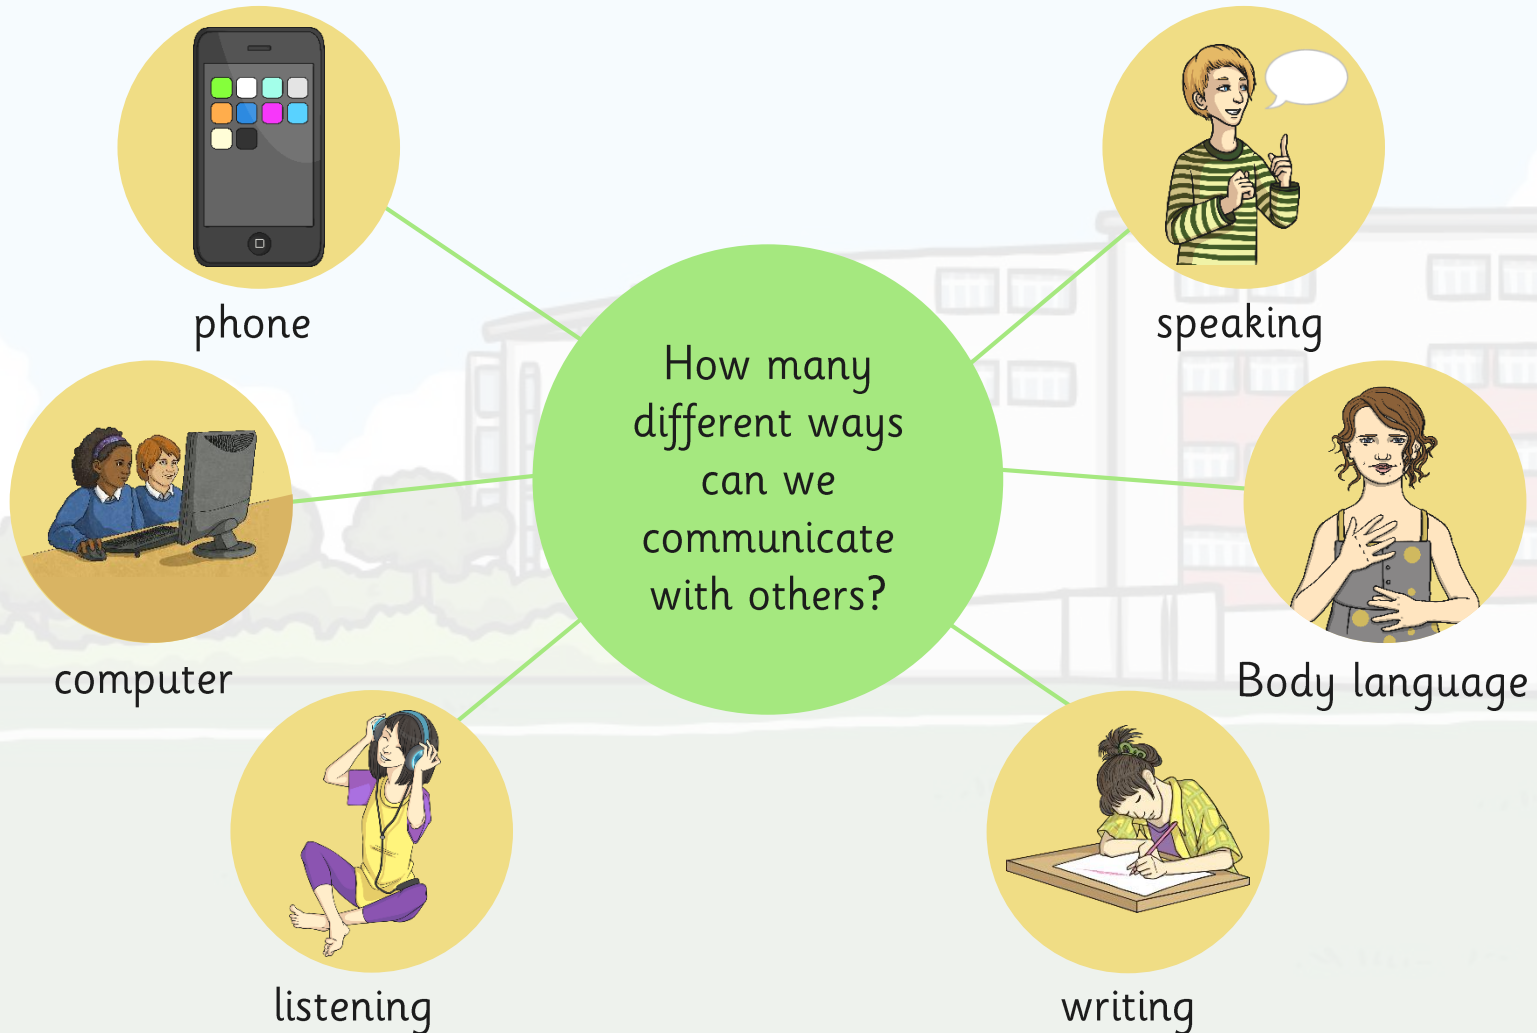 phone
speaking
How many
different ways
can we
communicate
with others?
computer
Body language
listening
writing